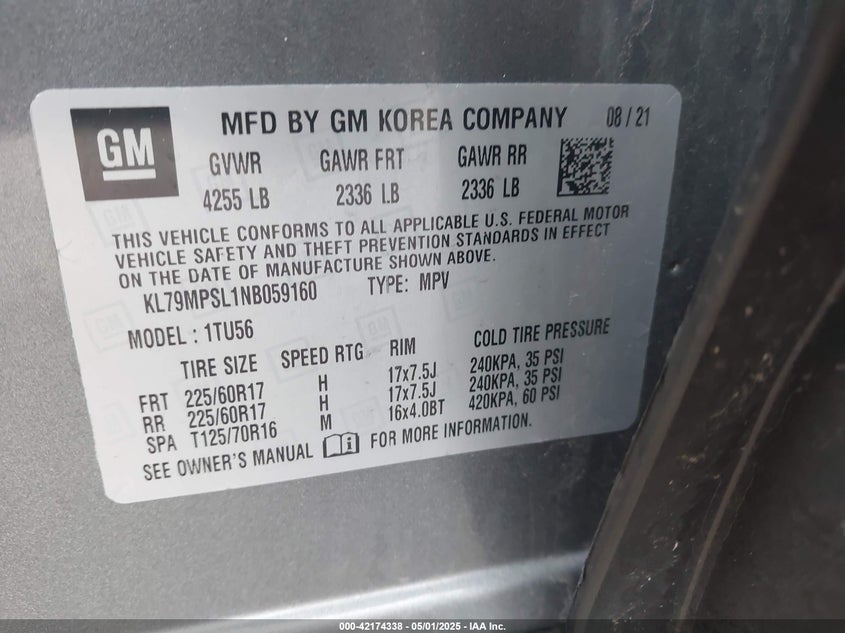 GM
MFD BY GM KOREA COMPANY 08 / 21
GVWR GAWR FRT GAWR RR
4255 LB 2336 LB 2336 LB
THIS VEHICLE CONFORMS TO ALL APPLICABLE U.S. FEDERAL MOTOR
VEHICLE SAFETY AND THEFT PREVENTION STANDARDS IN EFFECT
ON THE DATE OF MANUFACTURE SHOWN ABOVE.
KL79MPSL1NB059160 TYPE: MPV
MODEL : 1TU56
TIRE SIZE SPEED RTG RIM COLD TIRE PRESSURE
FRT 225/60R17 H 17x7.5J 240KPA, 35 PSI
RR 225/60R17 H 17x7.5J 240KPA, 35 PSI
SPA T125/70R16 M 16x4.0BT 420KPA, 60 PSI
SEE OWNER'S MANUAL FOR MORE INFORMATION.
000-42174338 - 05/01/2025 - IAA Inc.